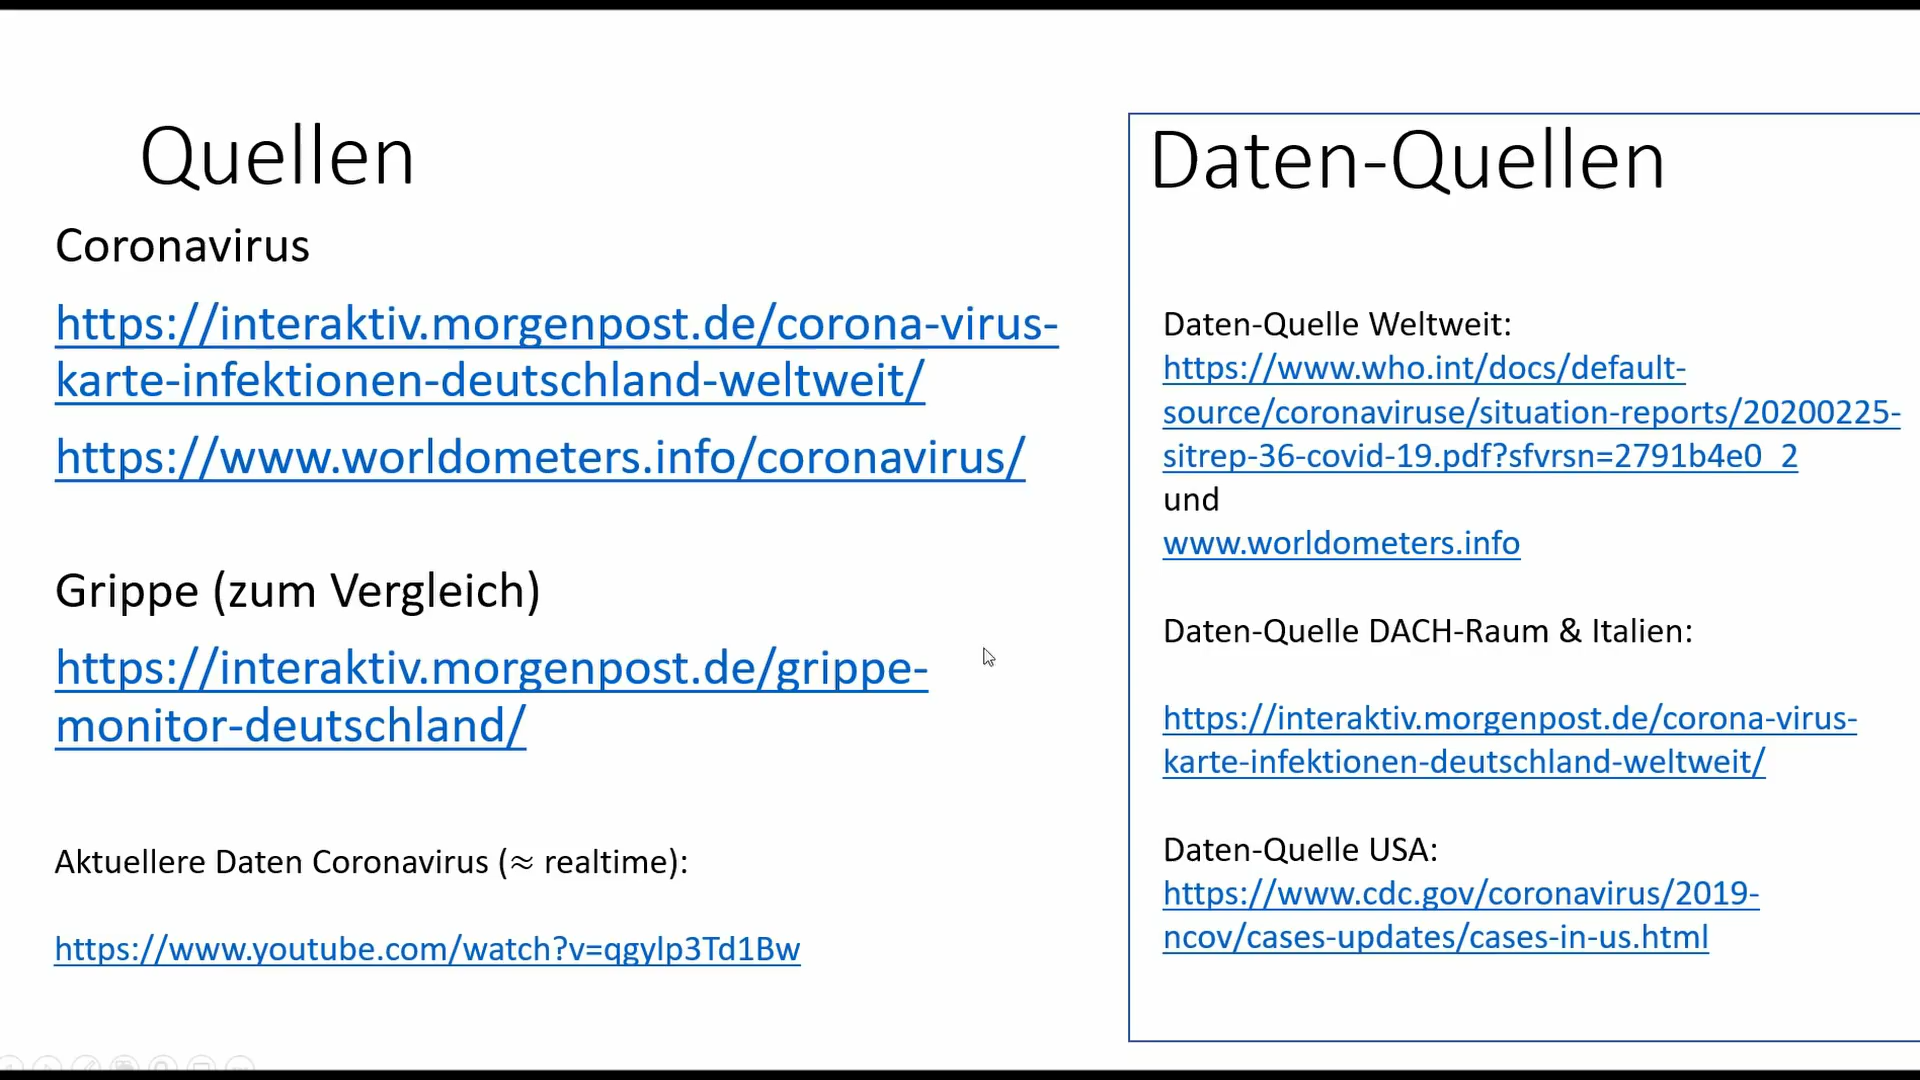 Quellen
Coronavirus
https://interaktiv.morgenpost.de/corona-virus-
karte-infektionen-deutschland-weltweit/
https://www.worldometers.info/coronavirus/
Grippe (zum Vergleich)
https://interaktiv.morgenpost.de/grippe-
monitor-deutschland/
Aktuellere Daten Coronavirus (≈ realtime):
https://www.youtube.com/watch?v=qgylp3Td1Bw
Daten-Quellen
Daten-Quelle Weltweit:
https://www.who.int/docs/default-
source/coronaviruse/situation-reports/20200225-
sitrep-36-covid-19.pdf?sfvrsn=2791b4e0_2
und
www.worldometers.info
Daten-Quelle DACH-Raum & Italien:
https://interaktiv.morgenpost.de/corona-virus-
karte-infektionen-deutschland-weltweit/
Daten-Quelle USA:
https://www.cdc.gov/coronavirus/2019-
ncov/cases-updates/cases-in-us.html